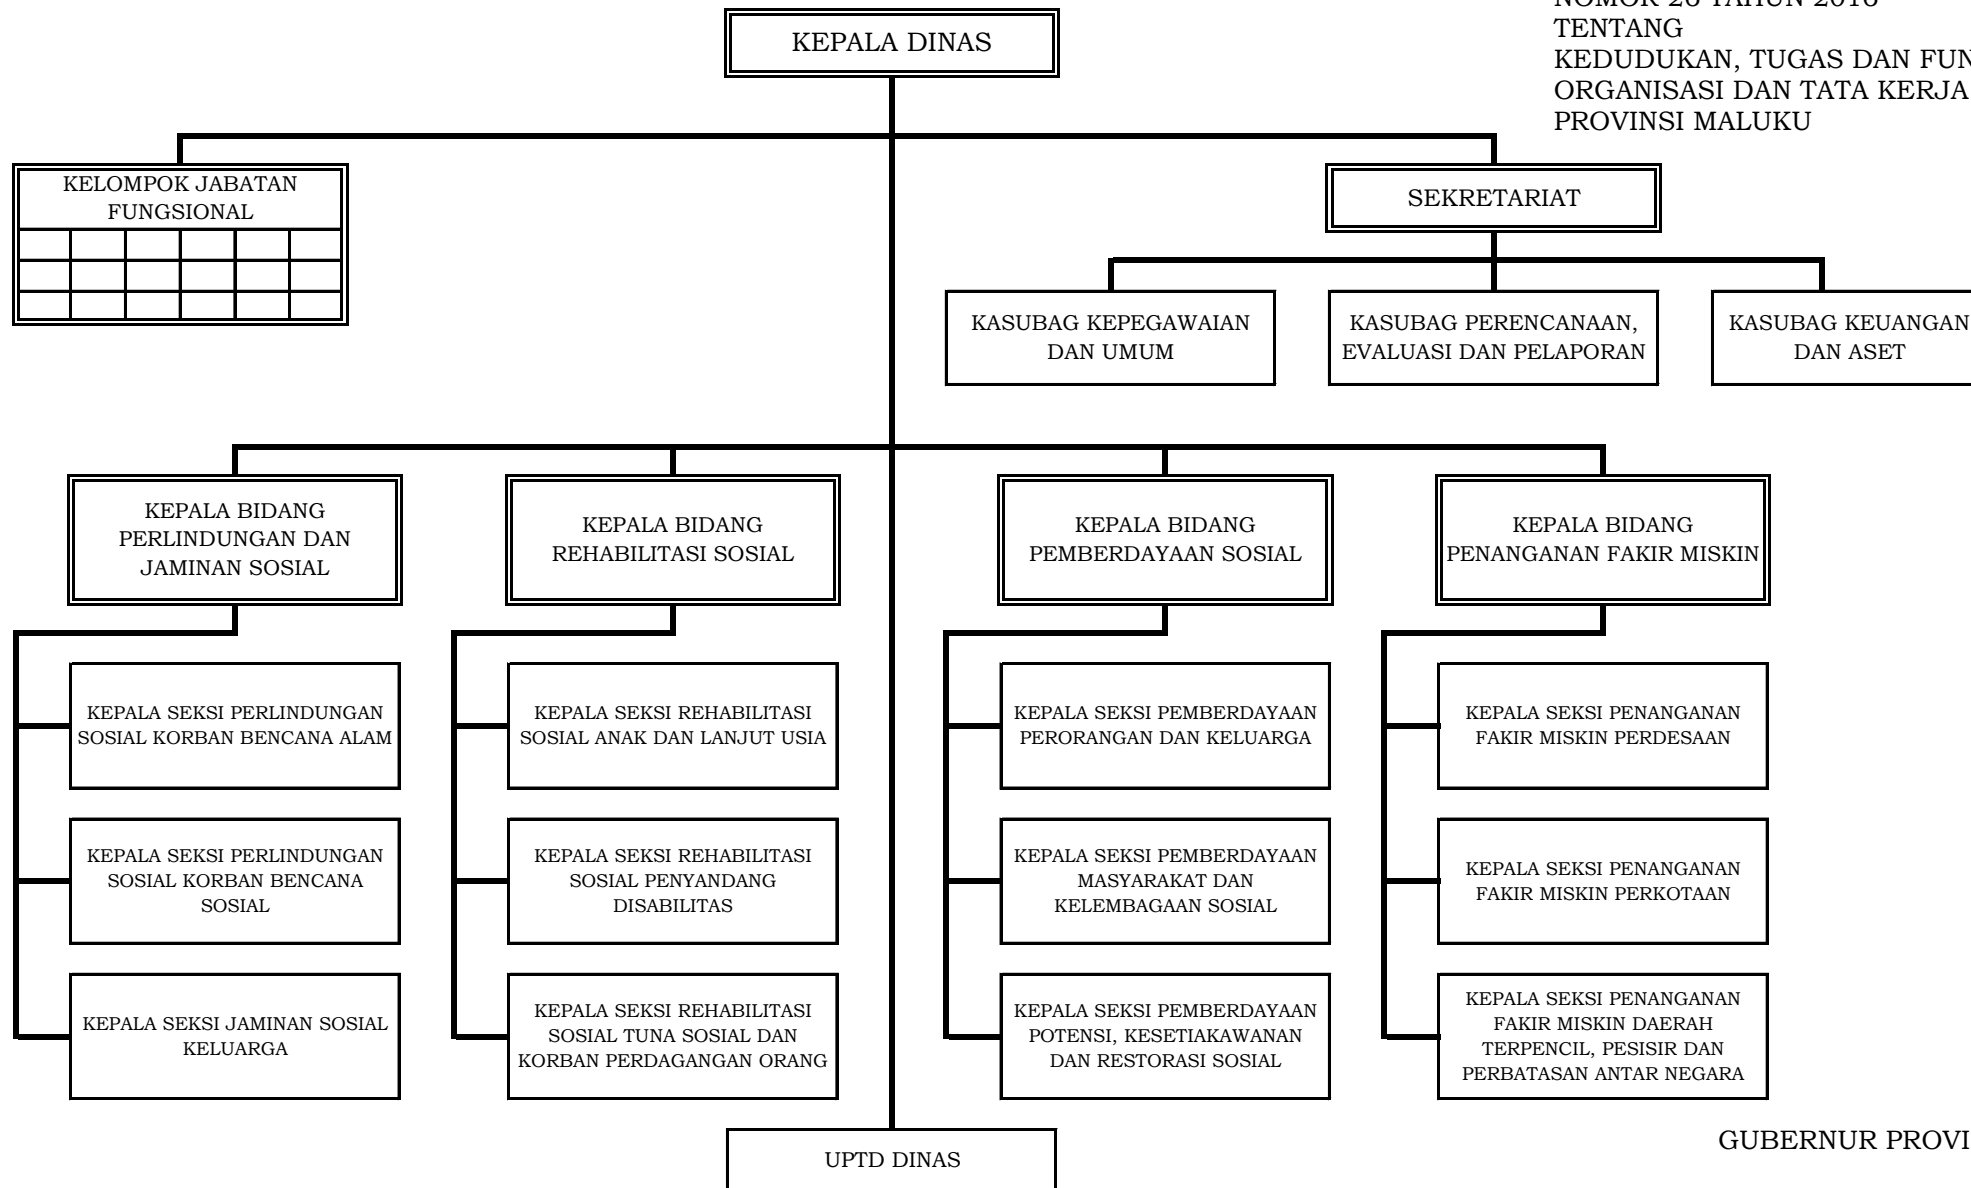 NOMOR 26 TAHUN 2016
TENTANG
KEDUDUKAN, TUGAS DAN FUN
ORGANISASI DAN TATA KERJA
PROVINSI MALUKU
KEPALA DINAS
KELOMPOK JABATAN
FUNGSIONAL
SEKRETARIAT
KASUBAG KEPEGAWAIAN
DAN UMUM
KASUBAG PERENCANAAN,
EVALUASI DAN PELAPORAN
KASUBAG KEUANGAN
DAN ASET
KEPALA BIDANG
PERLINDUNGAN DAN
JAMINAN SOSIAL
KEPALA BIDANG
REHABILITASI SOSIAL
KEPALA BIDANG
PEMBERDAYAAN SOSIAL
KEPALA BIDANG
PENANGANAN FAKIR MISKIN
KEPALA SEKSI PERLINDUNGAN
SOSIAL KORBAN BENCANA ALAM
KEPALA SEKSI REHABILITASI
SOSIAL ANAK DAN LANJUT USIA
KEPALA SEKSI PEMBERDAYAAN
PERORANGAN DAN KELUARGA
KEPALA SEKSI PENANGANAN
FAKIR MISKIN PERDESAAN
KEPALA SEKSI PERLINDUNGAN
SOSIAL KORBAN BENCANA
SOSIAL
KEPALA SEKSI REHABILITASI
SOSIAL PENYANDANG
DISABILITAS
KEPALA SEKSI PEMBERDAYAAN
MASYARAKAT DAN
KELEMBAGAAN SOSIAL
KEPALA SEKSI PENANGANAN
FAKIR MISKIN PERKOTAAN
KEPALA SEKSI JAMINAN SOSIAL
KELUARGA
KEPALA SEKSI REHABILITASI
SOSIAL TUNA SOSIAL DAN
KORBAN PERDAGANGAN ORANG
KEPALA SEKSI PEMBERDAYAAN
POTENSI, KESETIAKAWANAN
DAN RESTORASI SOSIAL
KEPALA SEKSI PENANGANAN
FAKIR MISKIN DAERAH
TERPENCIL, PESISIR DAN
PERBATASAN ANTAR NEGARA
UPTD DINAS
GUBERNUR PROVI